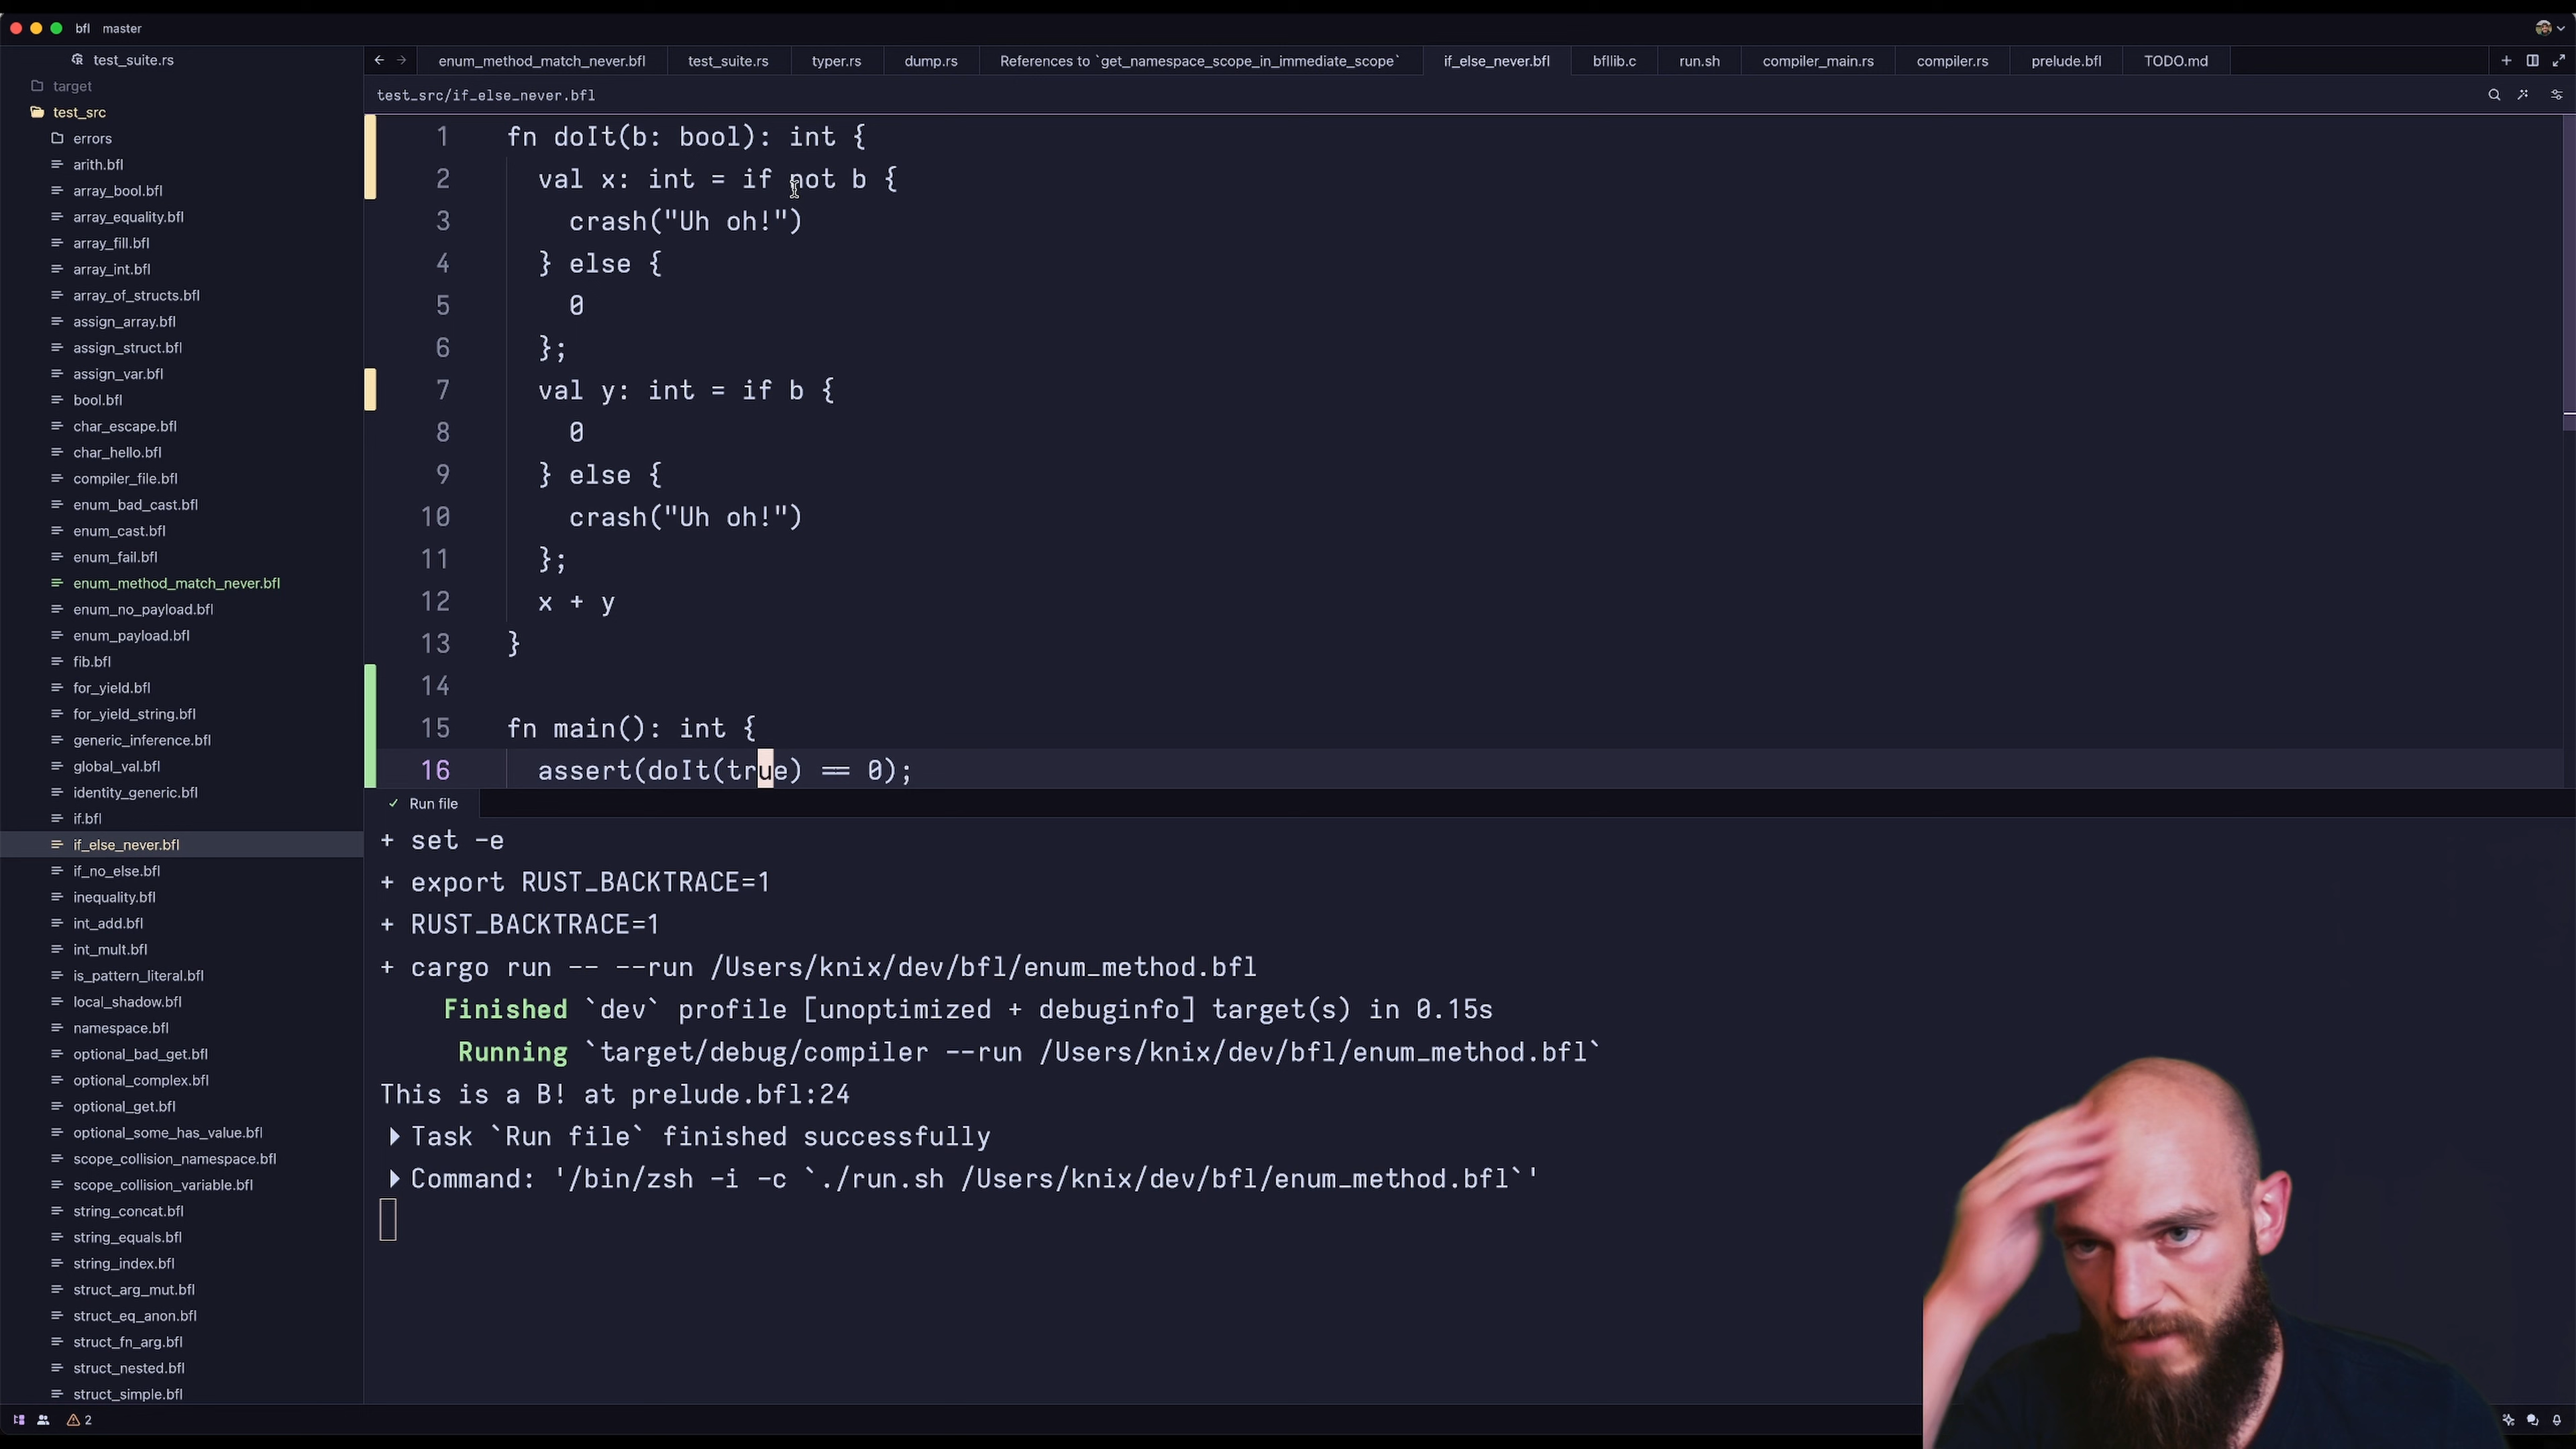 bfl master
test_suite.rs
target
test_src
errors
arith.bfl
array_bool.bfl
array_equality.bfl
array_fill.bfl
array_int.bfl
array_of_structs.bfl
assign_array.bfl
assign_struct.bfl
assign_var.bfl
bool.bfl
char_escape.bfl
char_hello.bfl
compiler_file.bfl
enum_bad_cast.bfl
enum_cast.bfl
enum_fail.bfl
enum_method_match_never.bfl
enum_no_payload.bfl
enum_payload.bfl
fib.bfl
for_yield.bfl
for_yield_string.bfl
generic_inference.bfl
global_val.bfl
identity_generic.bfl
if.bfl
if_else_never.bfl
if_no_else.bfl
inequality.bfl
int_add.bfl
int_mult.bfl
is_pattern_literal.bfl
local_shadow.bfl
namespace.bfl
optional_bad_get.bfl
optional_complex.bfl
optional_get.bfl
optional_some_has_value.bfl
scope_collision_namespace.bfl
scope_collision_variable.bfl
string_concat.bfl
string_equals.bfl
string_index.bfl
struct_arg_mut.bfl
struct_eq_anon.bfl
struct_fn_arg.bfl
struct_nested.bfl
struct_simple.bfl
2
enum_method_match_never.bfl test_suite.rs typer.rs dump.rs References to `get_namespace_scope_in_immediate_scope` if_else_never.bfl bfllib.c run.sh compiler_main.rs compiler.rs prelude.bfl TODO.md
test_src/if_else_never.bfl
1 fn doIt(b: bool): int {
2 val x: int = if not b {
3 crash("Uh oh!")
4 } else {
5 0
6 };
7 val y: int = if b {
8 0
9 } else {
10 crash("Uh oh!")
11 };
12 x + y
13 }
14
15 fn main(): int {
16 assert(doIt(true) == 0);
Run file
+ set -e
+ export RUST_BACKTRACE=1
+ RUST_BACKTRACE=1
+ cargo run -- --run /Users/knix/dev/bfl/enum_method.bfl
Finished `dev` profile [unoptimized + debuginfo] target(s) in 0.15s
Running `target/debug/compiler --run /Users/knix/dev/bfl/enum_method.bfl`
This is a B! at prelude.bfl:24
Task `Run file` finished successfully
Command: '/bin/zsh -i -c `./run.sh /Users/knix/dev/bfl/enum_method.bfl`'